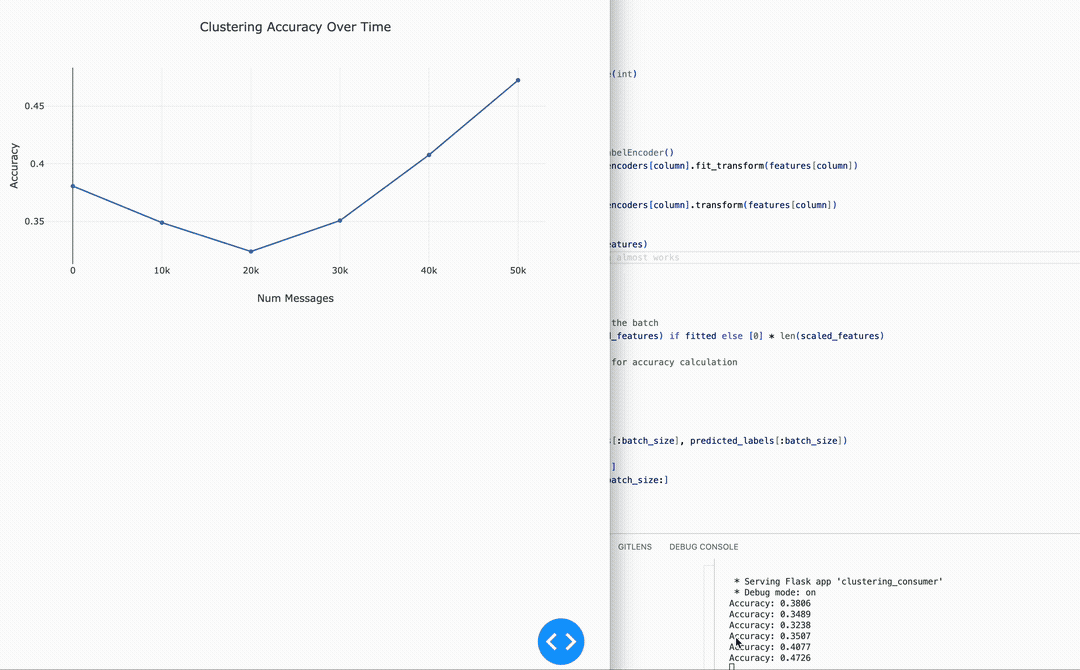 Clustering Accuracy Over Time
0.45
0.4
0.35
Accuracy
0 10k 20k 30k 40k 50k
Num Messages
(int)
abelEncoder()
encoders[column].fit_transform(features[column])
encoders[column].transform(features[column])
eatures)
almost works
the batch
_features) if fitted else [0] * len(scaled_features)
for accuracy calculation
[:batch_size], predicted_labels[:batch_size])
]
batch_size:]
GITLENS DEBUG CONSOLE
* Serving Flask app 'clustering_consumer'
* Debug mode: on
Accuracy: 0.3806
Accuracy: 0.3489
Accuracy: 0.3238
Accuracy: 0.3507
Accuracy: 0.4077
Accuracy: 0.4726